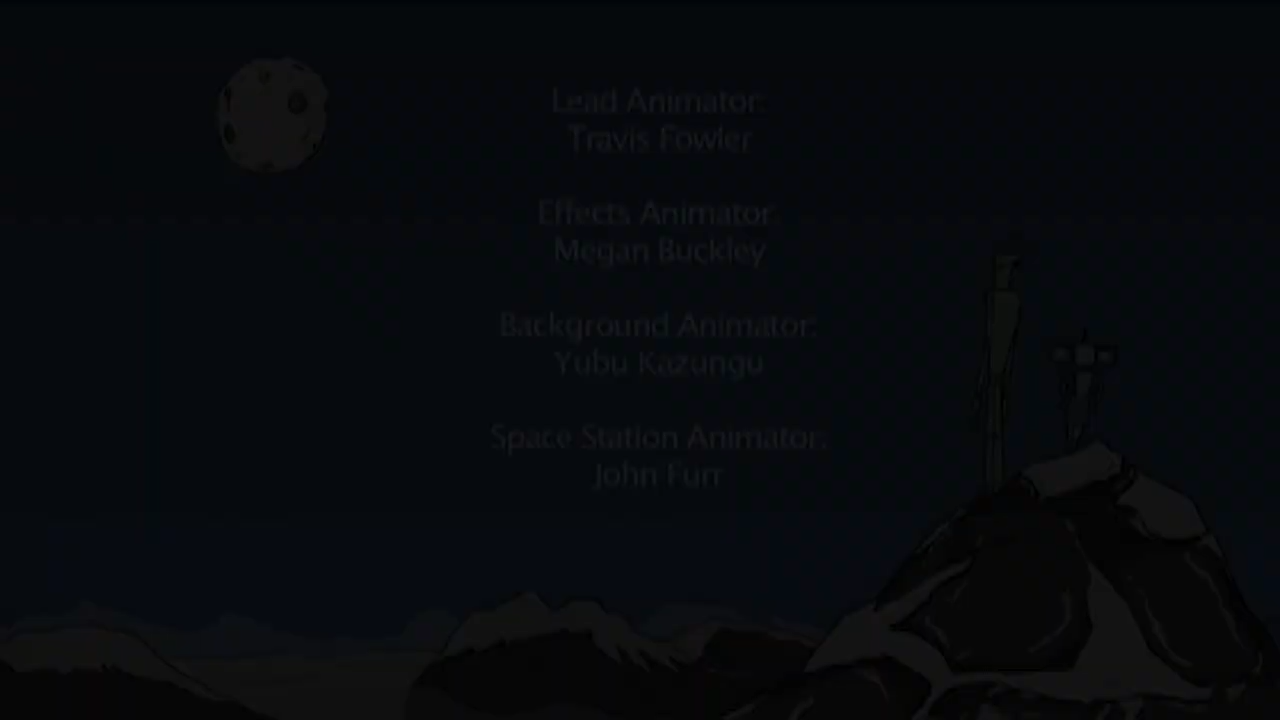 Lead Animator:
Travis Fowler
Effects Animator:
Megan Buckley
Background Animator:
Yubu Kazungu
Space Station Animator:
John Furr